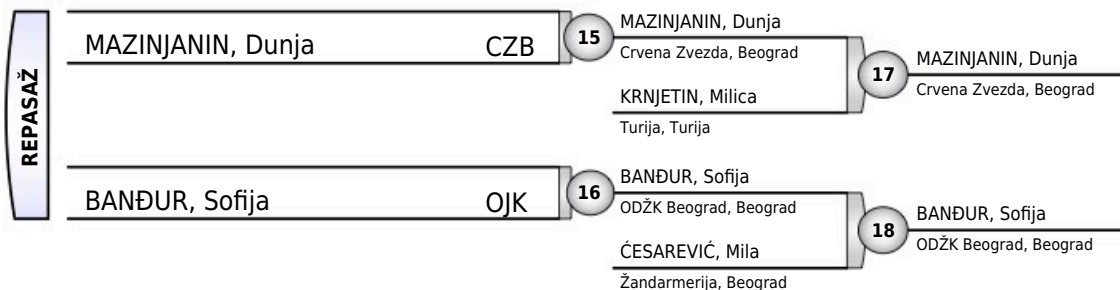 REPASAŽ
MAZINJANIN, Dunja CZB
15
MAZINJANIN, Dunja
Crvena Zvezda, Beograd
KRNJETIN, Milica
Turija, Turija
17
MAZINJANIN, Dunja
Crvena Zvezda, Beograd
BANĐUR, Sofija OJK
16
BANĐUR, Sofija
ODŽK Beograd, Beograd
ĆESAREVIĆ, Mila
Žandarmerija, Beograd
18
BANĐUR, Sofija
ODŽK Beograd, Beograd